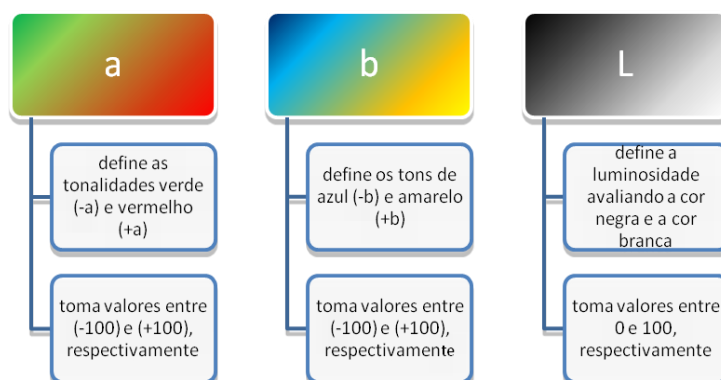 a
define as
tonalidades verde
(-a) e vermelho
(+a)
toma valores entre
(-100) e (+100),
respectivamente
b
define os tons de
azul (-b) e amarelo
(+b)
toma valores entre
(-100) e (+100),
respectivamente
L
define a
luminosidade
avaliando a cor
negra e a cor
branca
toma valores entre
0 e 100,
respectivamente